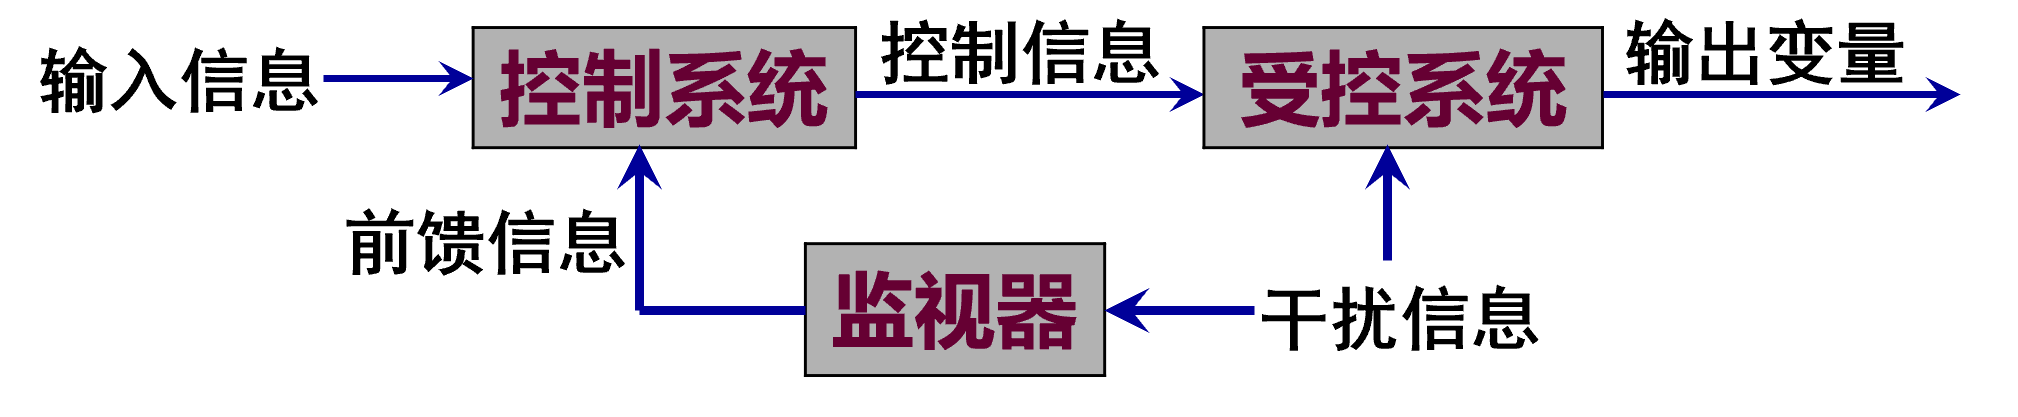 输入信息
控制系统
控制信息
受控系统
输出变量
前馈信息
监视器
干扰信息